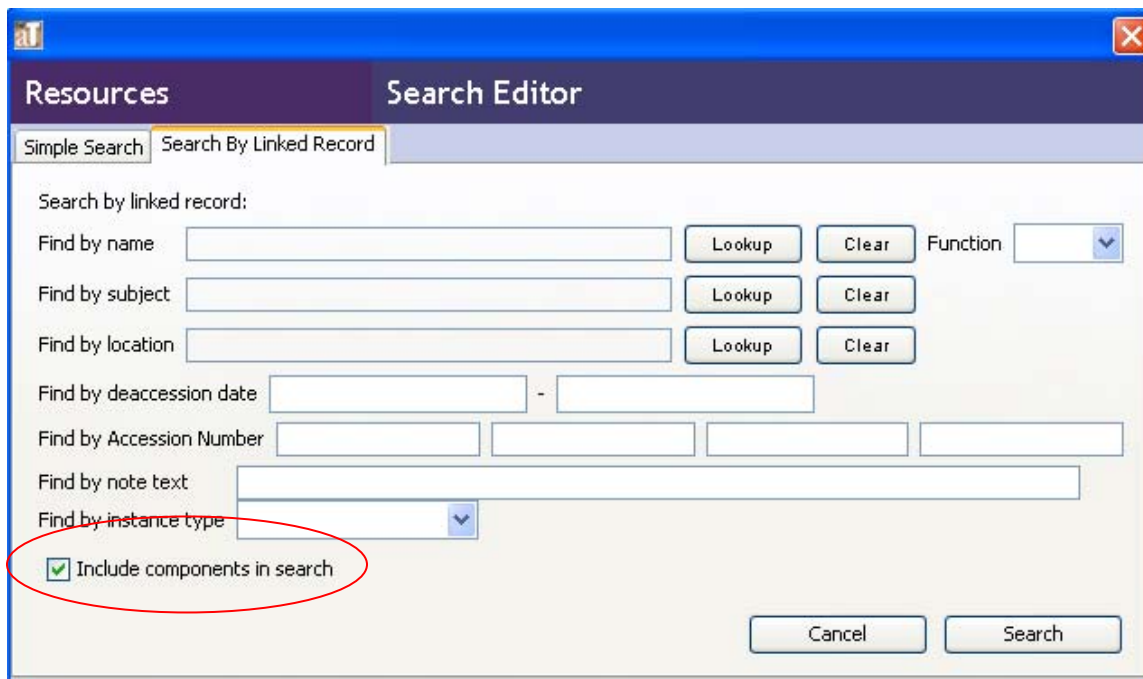 aT
Resources Search Editor
Simple Search Search By Linked Record
Search by linked record:
Find by name Lookup Clear Function
Find by subject Lookup Clear
Find by location Lookup Clear
Find by deaccession date -
Find by Accession Number
Find by note text
Find by instance type
Include components in search
Cancel Search